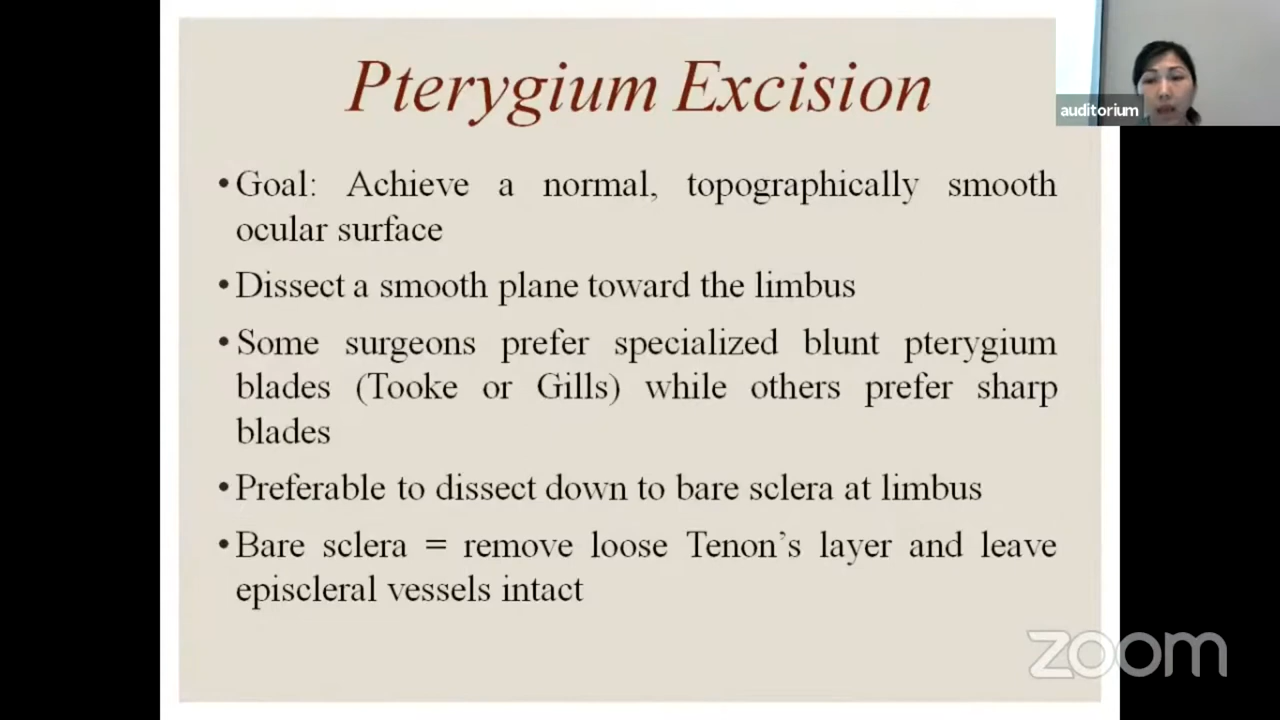 Pterygium Excision
auditorium
•Goal: Achieve a normal, topographically smooth
ocular surface
•Dissect a smooth plane toward the limbus
•Some surgeons prefer specialized blunt pterygium
blades (Tooke or Gills) while others prefer sharp
blades
•Preferable to dissect down to bare sclera at limbus
•Bare sclera = remove loose Tenon’s layer and leave
episcleral vessels intact
zoom